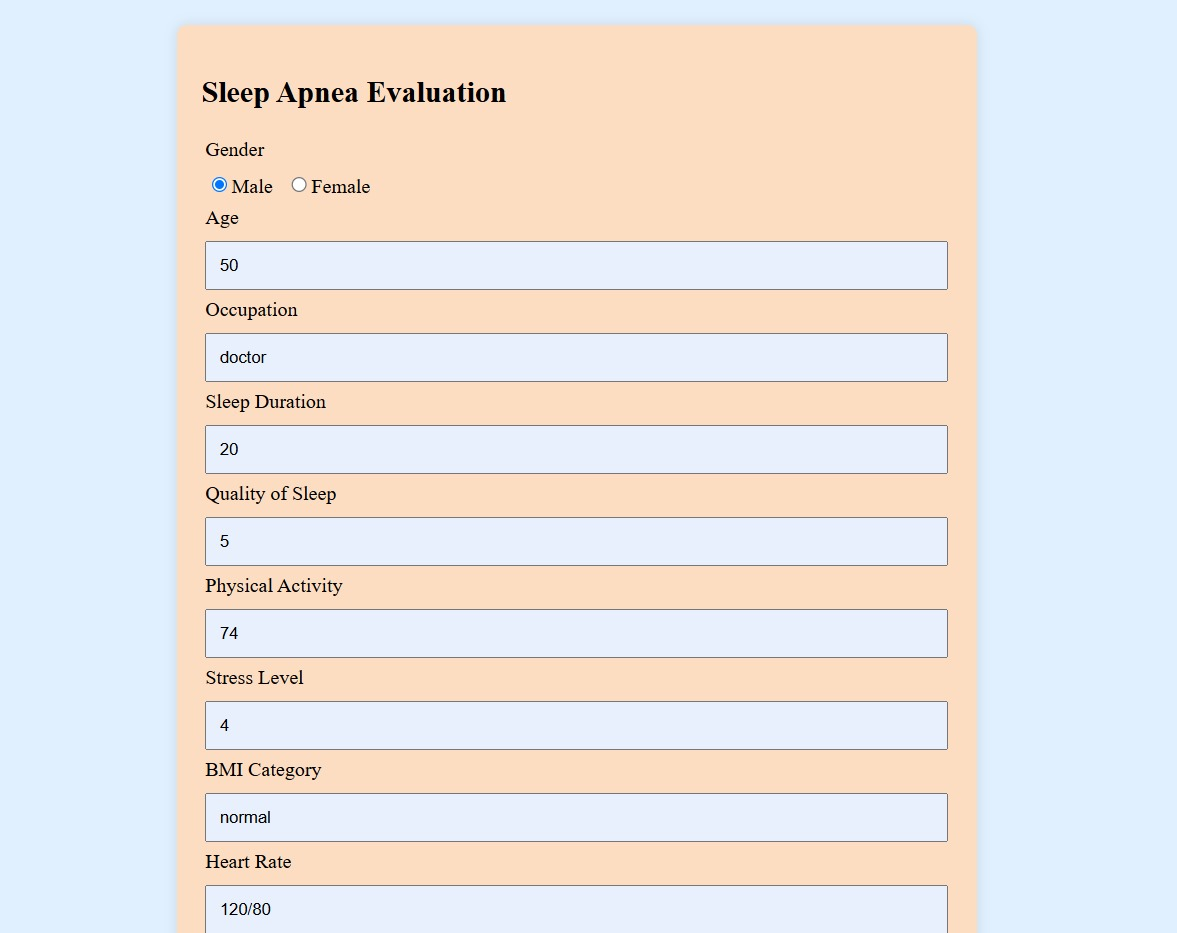 Sleep Apnea Evaluation
Gender
Male Female
Age
50
Occupation
doctor
Sleep Duration
20
Quality of Sleep
5
Physical Activity
74
Stress Level
4
BMI Category
normal
Heart Rate
120/80